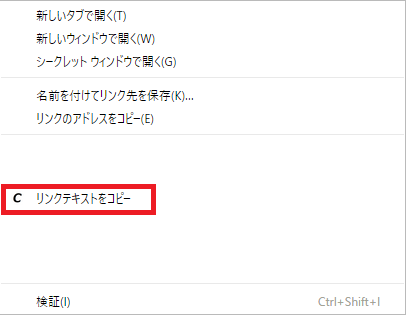 新しいタブで開く(T)
新しいウィンドウで開く(W)
シークレット ウィンドウで開く(G)
名前を付けてリンク先を保存(K)...
リンクのアドレスをコピー(E)
C リンクテキストをコピー
検証(I) Ctrl+Shift+I